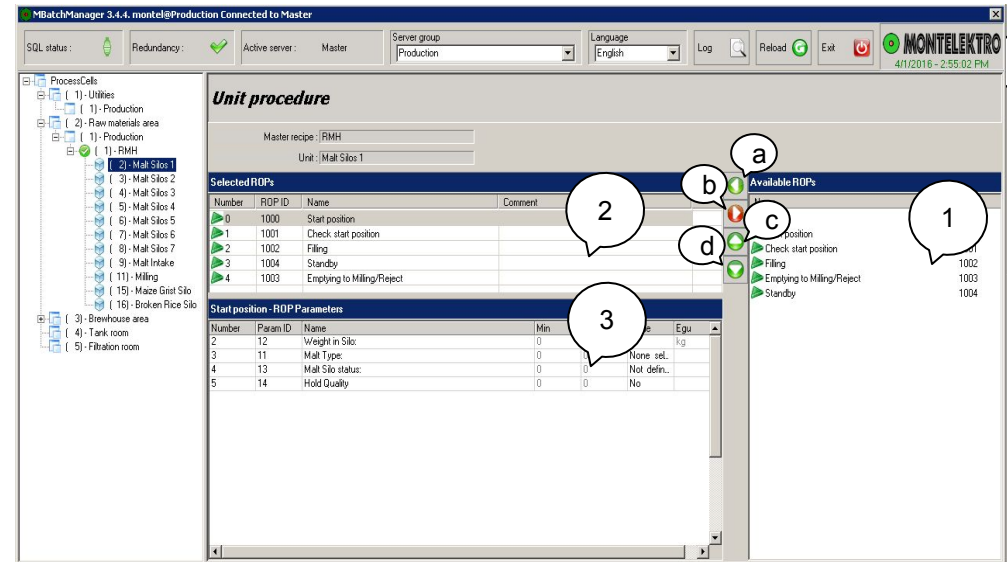 MBatchManager 3.4.4. montel@Production Connected to Master
SQL status : Redundancy : Active server : Master Server group Production Language English Log Reload Exit MONTELEKTRO
4/1/2016 - 2:55:02 PM
ProcessCells
( 1) - Utilities
( 1) - Production
( 2) - Raw materials area
( 1) - Production
( 1) - RMH
( 2) - Malt Silos 1
( 3) - Malt Silos 2
( 4) - Malt Silos 3
( 5) - Malt Silos 4
( 6) - Malt Silos 5
( 7) - Malt Silos 6
( 8) - Malt Silos 7
( 9) - Malt Intake
( 11) - Milling
( 15) - Maize Grist Silo
( 16) - Broken Rice Silo
( 3) - Brewhouse area
( 4) - Tank room
( 5) - Filtration room
Unit procedure
Master recipe : RMH
Unit : Malt Silos 1
Selected ROPs
Number ROP ID Name Comment
0 1000 Start position
1 1001 Check start position
2 1002 Filling
3 1004 Standby
4 1003 Emptying to Milling/Reject
2
Start position - ROP Parameters
Number Param ID Name Min Egu
2 12 Weight in Silo: 0 kg
3 11 Malt Type: 0 0 None sel..
4 13 Malt Silo status: 0 0 Not defin..
5 14 Hold Quality 0 0 No
3
a
b
c
d
Available ROPs
position
Check start position
Filling 1002
Emptying to Milling/Reject 1003
Standby 1004
1